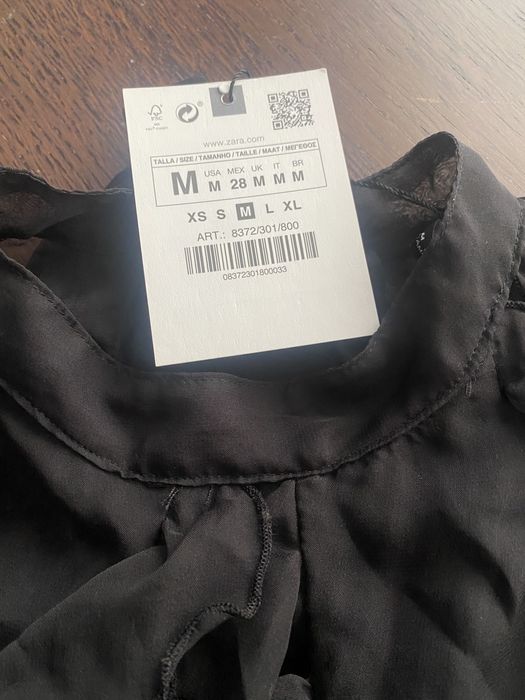 FSC
www.zara.com
TALLA / SIZE / TAMANHO / TAILLE / MAAT / ΜΕΓΕΘΟΣ
M USA MEX UK IT BR
M 28 M M M
XS S M L XL
ART.: 8372/301/800
08372301800033